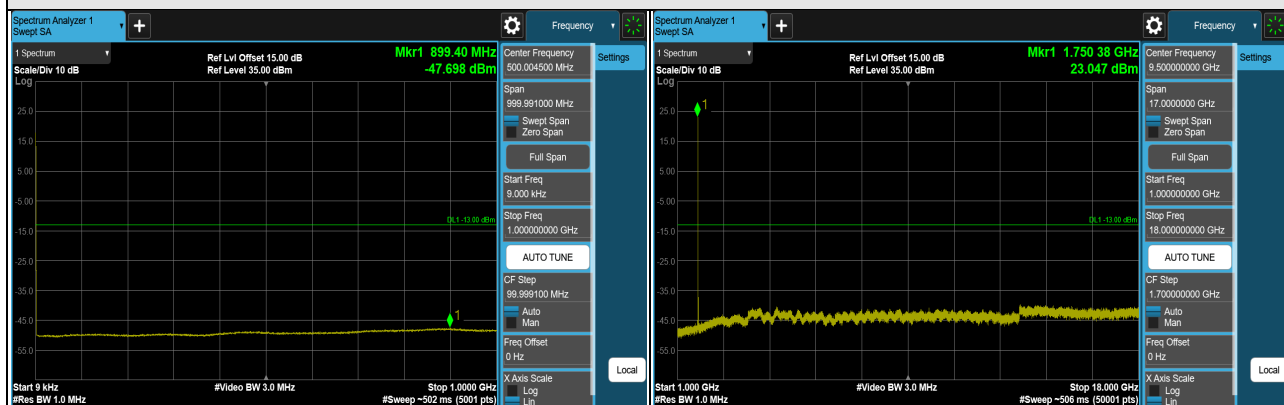 Spectrum Analyzer 1
Swept SA
+
Frequency
1 Spectrum
Scale/Div 10 dB
Log
Ref Lvl Offset 15.00 dB
Ref Level 35.00 dBm
Mkr1 899.40 MHz
-47.698 dBm
25.0
15.0
5.00
-5.00
-15.0
-25.0
-35.0
-45.0
-55.0
DL1 -13.00 dBm
1
Start 9 kHz
#Res BW 1.0 MHz
#Video BW 3.0 MHz
Stop 1.0000 GHz
#Sweep ~502 ms (5001 pts)
Center Frequency
500.004500 MHz
Settings
Span
999.991000 MHz
Swept Span
Zero Span
Full Span
Start Freq
9.000 kHz
Stop Freq
1.000000000 GHz
AUTO TUNE
CF Step
99.999100 MHz
Auto
Man
Freq Offset
0 Hz
X Axis Scale
Log
Lin
Local
Spectrum Analyzer 1
Swept SA
+
Frequency
1 Spectrum
Scale/Div 10 dB
Log
Ref Lvl Offset 15.00 dB
Ref Level 35.00 dBm
Mkr1 1.750 38 GHz
23.047 dBm
25.0
15.0
5.00
-5.00
-15.0
-25.0
-35.0
-45.0
-55.0
1
DL1 -13.00 dBm
Start 1.000 GHz
#Res BW 1.0 MHz
#Video BW 3.0 MHz
Stop 18.000 GHz
#Sweep ~506 ms (50001 pts)
Center Frequency
9.500000000 GHz
Settings
Span
17.0000000 GHz
Swept Span
Zero Span
Full Span
Start Freq
1.000000000 GHz
Stop Freq
18.000000000 GHz
AUTO TUNE
CF Step
1.700000000 GHz
Auto
Man
Freq Offset
0 Hz
X Axis Scale
Log
Lin
Local